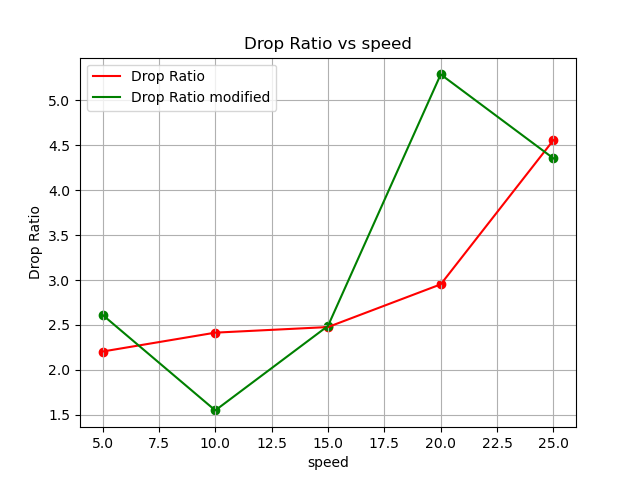 Drop Ratio vs speed
Drop Ratio
Drop Ratio modified
5.0
4.5
4.0
3.5
3.0
2.5
2.0
1.5
Drop Ratio
5.0 7.5 10.0 12.5 15.0 17.5 20.0 22.5 25.0
speed